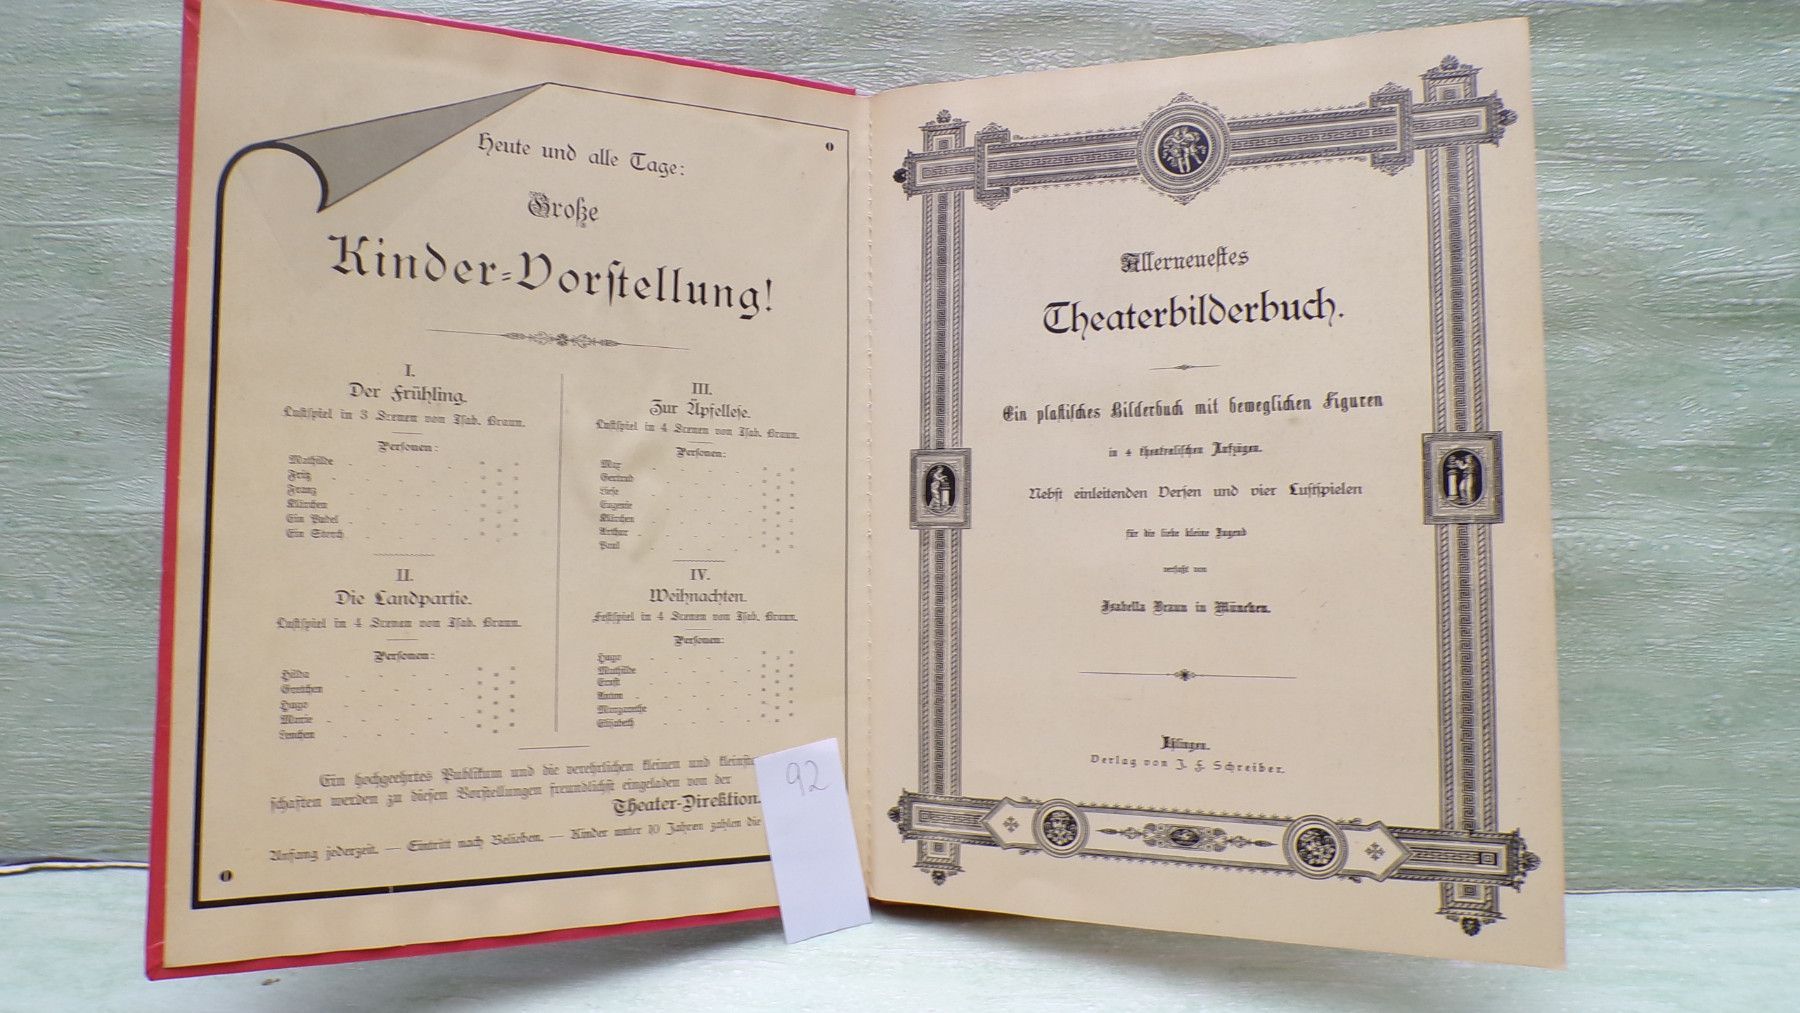 Heute und alle Tage:
Große
Kinder=Vorstellung!
I.
Der Frühling.
Lustspiel in 3 Scenen von Isab. Braun.
Personen:
Mathilde
Fritz
Franz
Klärchen
Ein Pudel
Ein Storch
II.
Die Landpartie.
Lustspiel in 4 Scenen von Isab. Braun.
Personen:
Hilda
Gretchen
Hugo
Marie
Lenchen
III.
Zur Äpfellese.
Lustspiel in 4 Scenen von Isab. Braun.
Personen:
Max
Gertrud
Liese
Eugenie
Klärchen
Arthur
Paul
IV.
Weihnachten.
Festspiel in 4 Scenen von Isab. Braun.
Personen:
Hugo
Mathilde
Ernst
Anton
Margarethe
Elisabeth
Ein hochgeehrtes Publikum und die verehrlichen kleinen und
schaften werden zu diesen Vorstellungen freundlichst eingeladen von der
Theater-Direktion.
Anfang jederzeit. — Eintritt nach Belieben. — Kinder unter 10 Jahren zahlen die
92
Allerneuestes
Theaterbilderbuch.
Ein plastisches Bilderbuch mit beweglichen Figuren
in 4 theatralischen Aufzügen.
Nebst einleitenden Versen und vier Lustspielen
für die liebe kleine Jugend
verfaßt von
Isabella Braun in München.
Eßlingen.
Verlag von J. F. Schreiber.